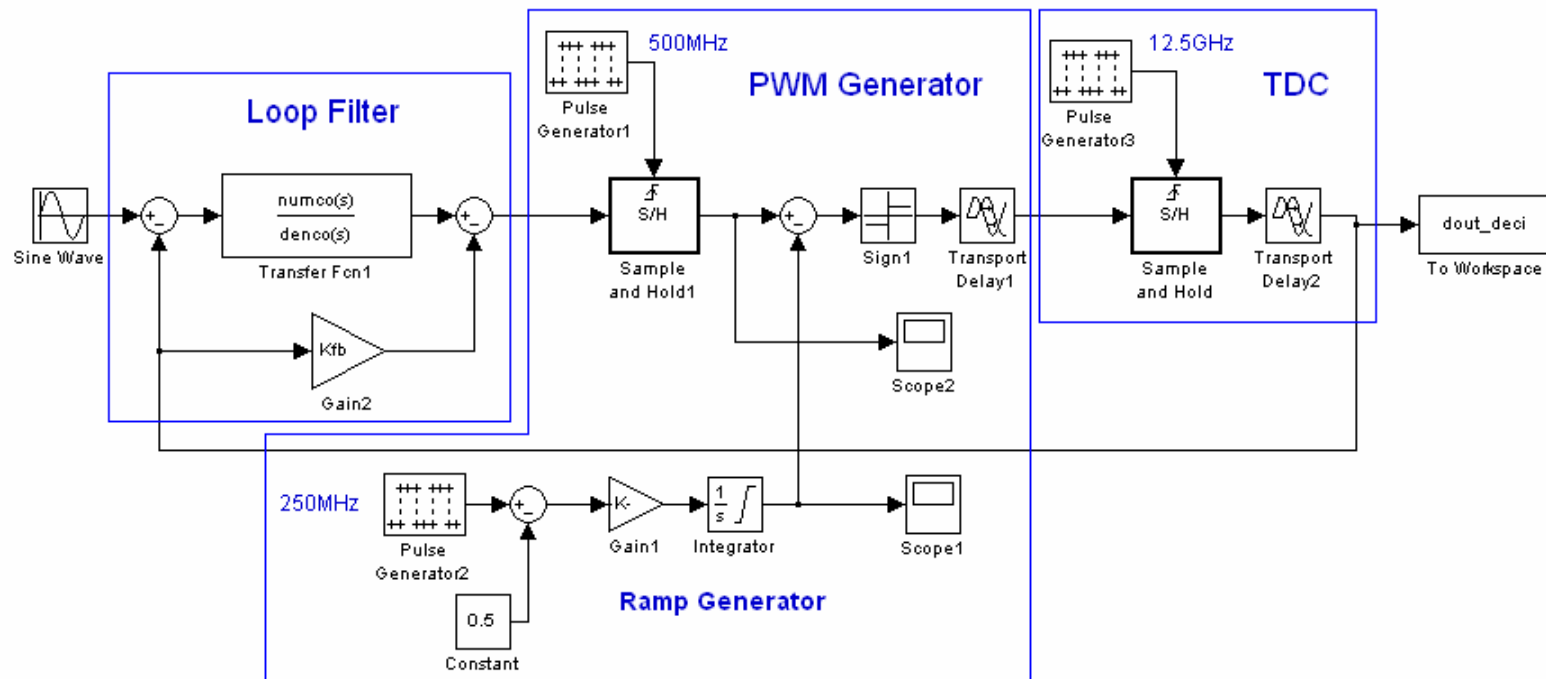 500MHz
12.5GHz
PWM Generator
TDC
Loop Filter
Pulse
Generator1
Pulse
Generator3
numco(s)
denco(s)
S/H
S/H
dout_deci
Sine Wave
Transfer Fcn1
Sample
and Hold1
Sign1
Transport
Delay1
Sample
and Hold
Transport
Delay2
To Workspace
Kfb
Gain2
Scope2
250MHz
K-
1
s
Pulse
Generator2
Gain1
Integrator
Scope1
Ramp Generator
0.5
Constant